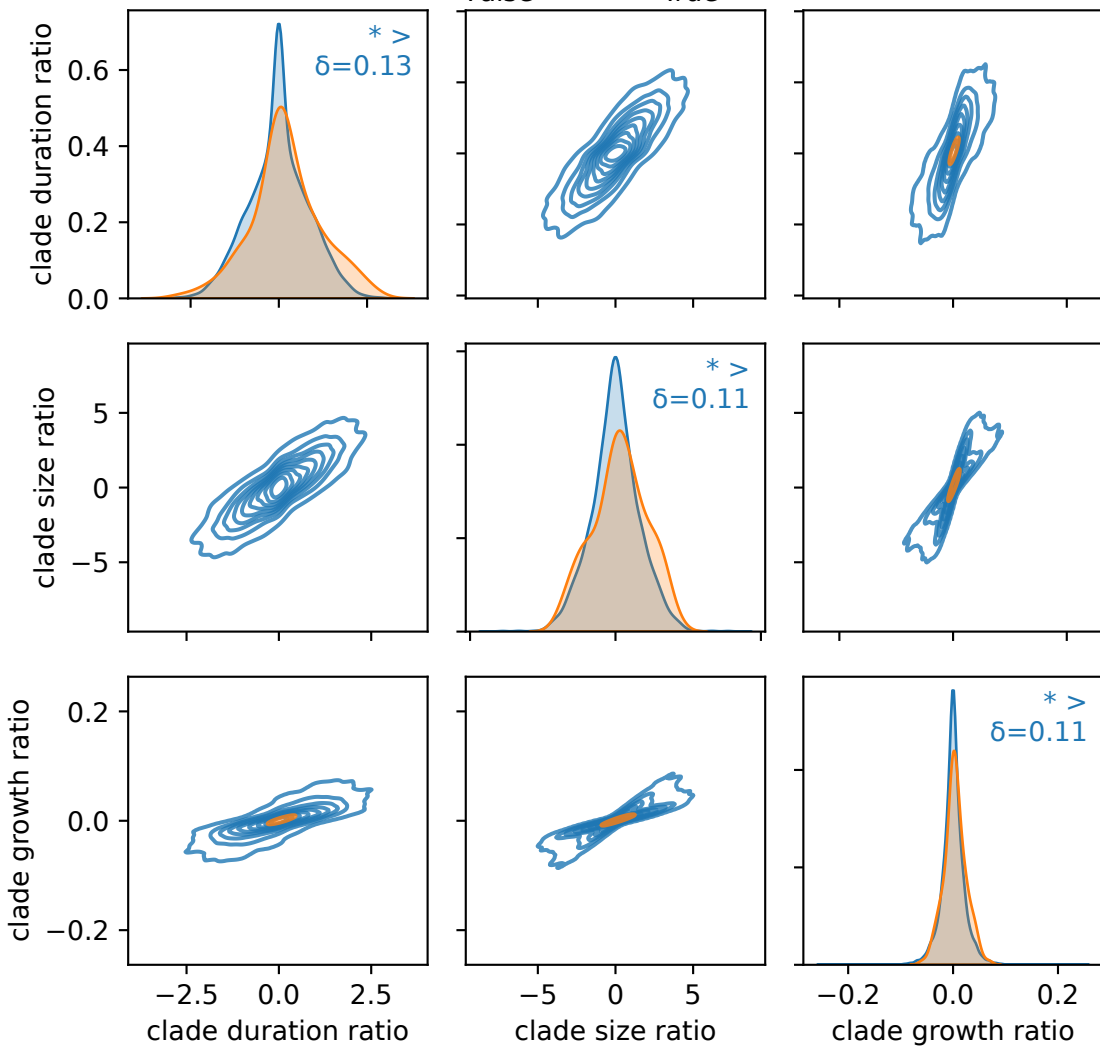 clade duration ratio
0.6
0.4
0.2
0.0
* >
δ=0.13
clade size ratio
5
0
−5
* >
δ=0.11
clade growth ratio
0.2
0.0
−0.2
* >
δ=0.11
−2.5 0.0 2.5
−5 0 5
−0.2 0.0 0.2
clade duration ratio
clade size ratio
clade growth ratio